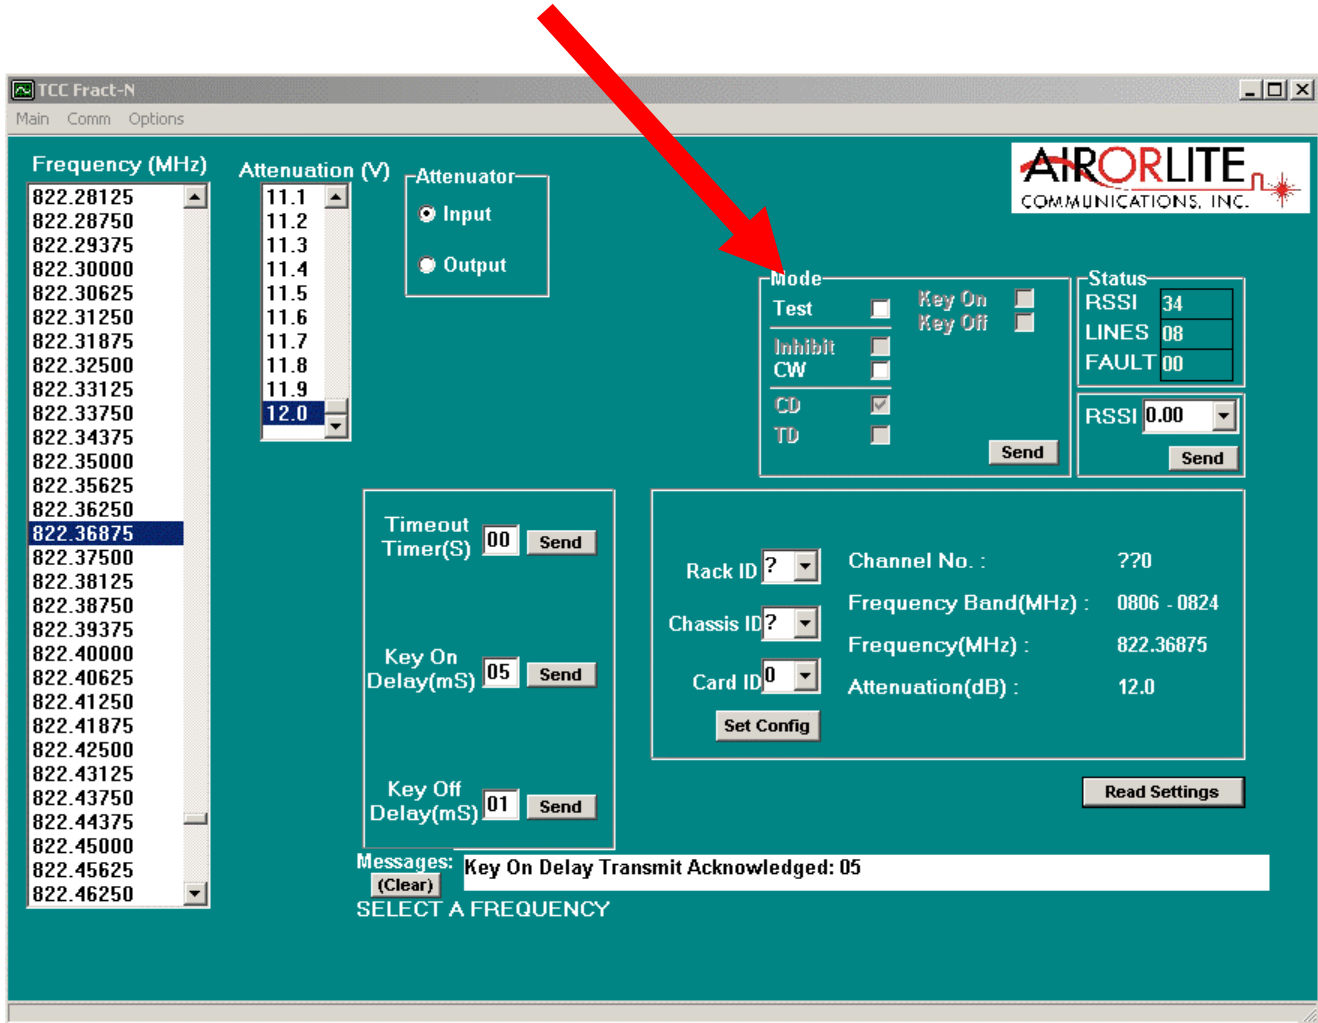 TCC Fract-N
Main Comm Options
Frequency (MHz)
822.28125
822.28750
822.29375
822.30000
822.30625
822.31250
822.31875
822.32500
822.33125
822.33750
822.34375
822.35000
822.35625
822.36250
822.36875
822.37500
822.38125
822.38750
822.39375
822.40000
822.40625
822.41250
822.41875
822.42500
822.43125
822.43750
822.44375
822.45000
822.45625
822.46250
Attenuation (V)
11.1
11.2
11.3
11.4
11.5
11.6
11.7
11.8
11.9
12.0
Attenuator
Input
Output
AIRORLITE
COMMUNICATIONS, INC.
Mode
Test
Inhibit
CW
CD
TD
Key On
Key Off
Send
Status
RSSI 34
LINES 08
FAULT 00
RSSI 0.00
Send
Timeout
Timer(S) 00 Send
Key On
Delay(mS) 05 Send
Key Off
Delay(mS) 01 Send
Rack ID ?
Chassis ID ?
Card ID 0
Set Config
Channel No. : ??0
Frequency Band(MHz) : 0806 - 0824
Frequency(MHz) : 822.36875
Attenuation(dB) : 12.0
Read Settings
Messages: Key On Delay Transmit Acknowledged: 05
(Clear)
SELECT A FREQUENCY